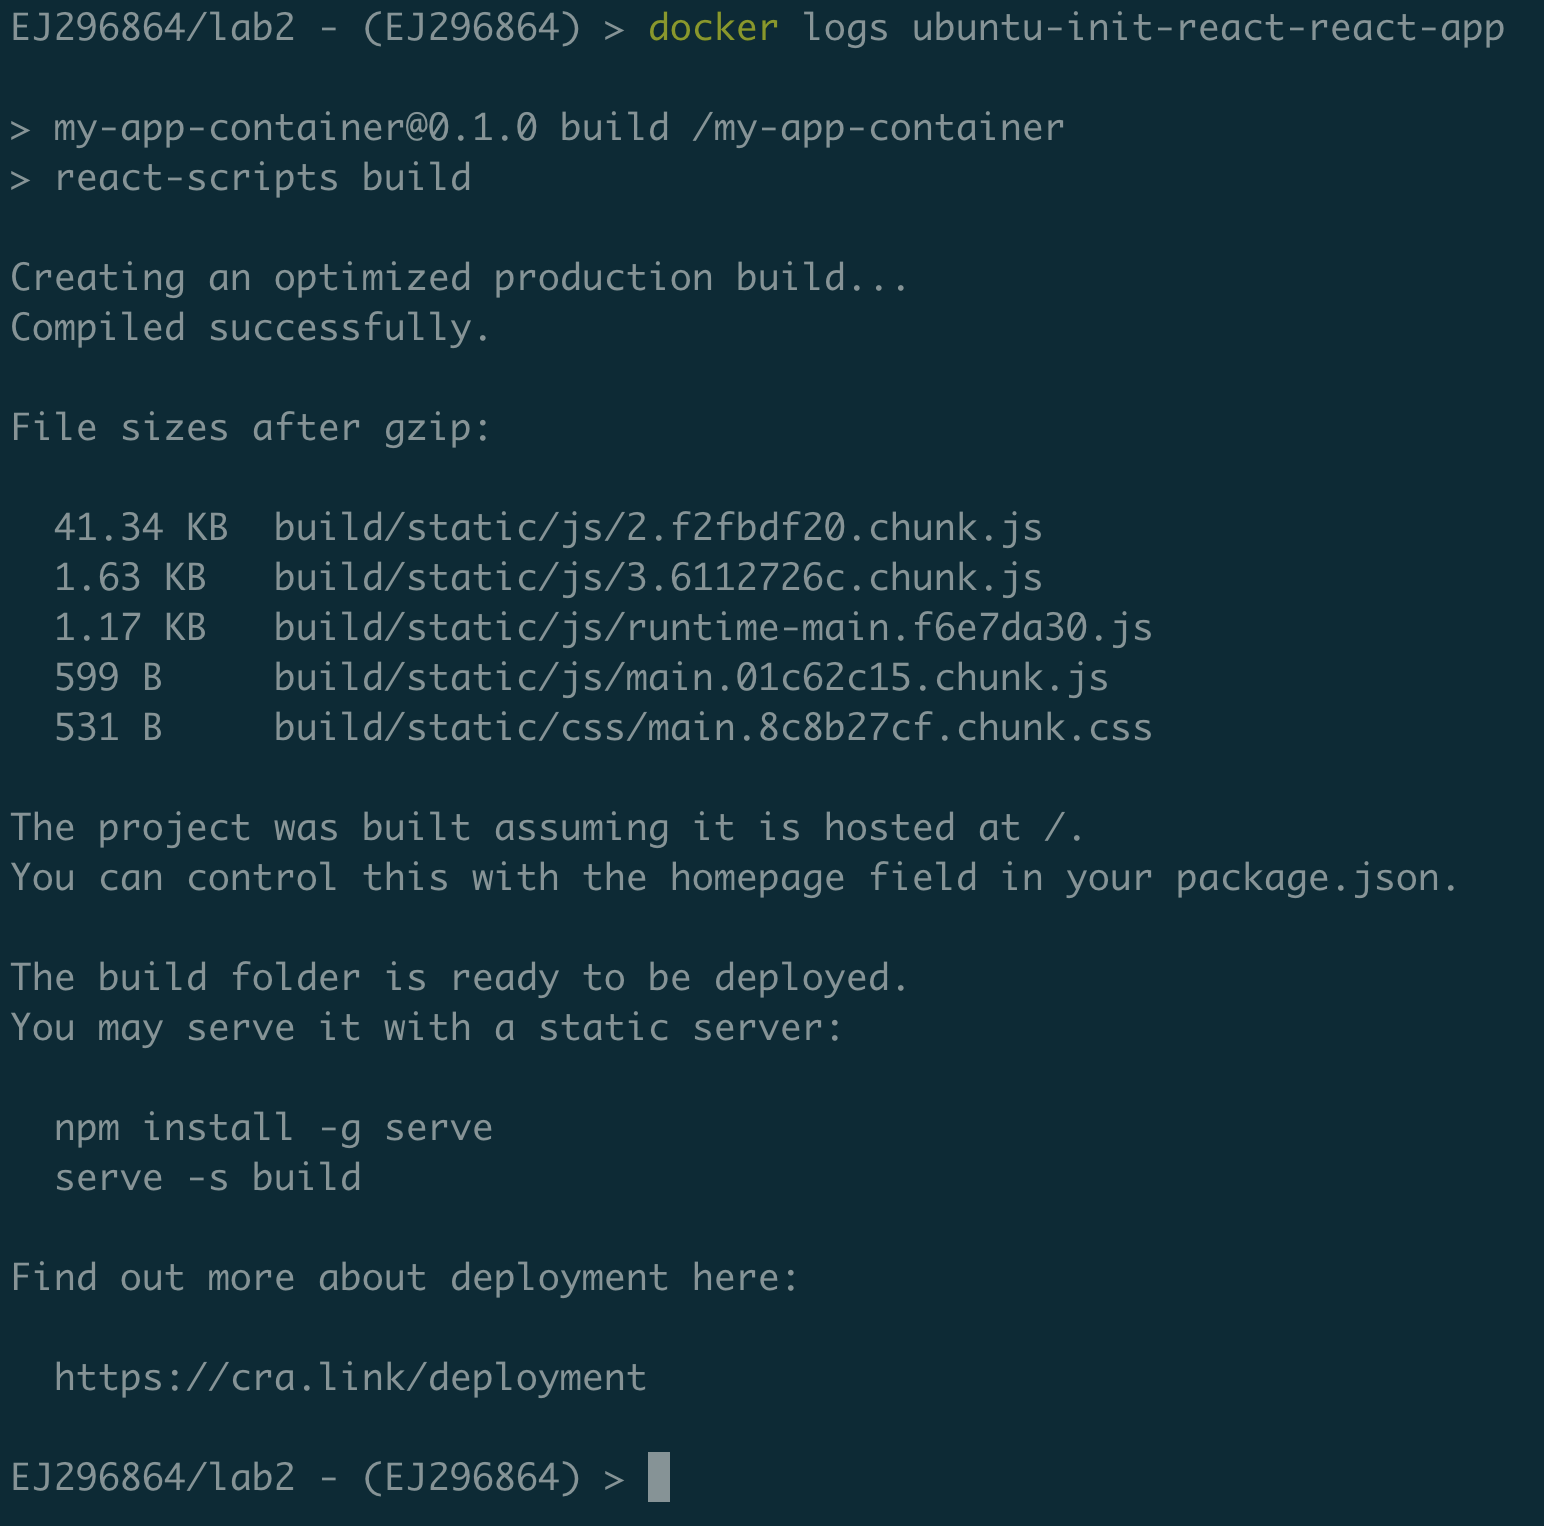 EJ296864/lab2 - (EJ296864) > docker logs ubuntu-init-react-react-app
> my-app-container@0.1.0 build /my-app-container
> react-scripts build
Creating an optimized production build...
Compiled successfully.
File sizes after gzip:
41.34 KB  build/static/js/2.f2fbdf20.chunk.js
1.63 KB   build/static/js/3.6112726c.chunk.js
1.17 KB   build/static/js/runtime-main.f6e7da30.js
599 B     build/static/js/main.01c62c15.chunk.js
531 B     build/static/css/main.8c8b27cf.chunk.css
The project was built assuming it is hosted at /.
You can control this with the homepage field in your package.json.
The build folder is ready to be deployed.
You may serve it with a static server:
npm install -g serve
serve -s build
Find out more about deployment here:
https://cra.link/deployment
EJ296864/lab2 - (EJ296864) >